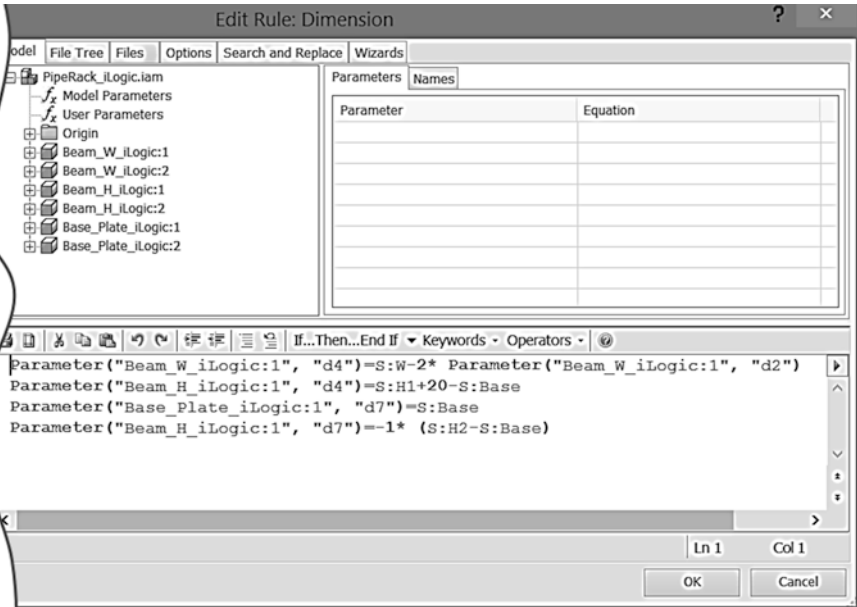 Edit Rule: Dimension
? ×
odel File Tree Files Options Search and Replace Wizards
PipeRack_iLogic.iam
fx Model Parameters
fx User Parameters
Origin
Beam_W_iLogic:1
Beam_W_iLogic:2
Beam_H_iLogic:1
Beam_H_iLogic:2
Base_Plate_iLogic:1
Base_Plate_iLogic:2
Parameters Names
Parameter Equation
If...Then...End If Keywords Operators
Parameter("Beam_W_iLogic:1", "d4")=S:W-2* Parameter("Beam_W_iLogic:1", "d2")
Parameter("Beam_H_iLogic:1", "d4")=S:H1+20-S:Base
Parameter("Base_Plate_iLogic:1", "d7")=S:Base
Parameter("Beam_H_iLogic:1", "d7")=-1* (S:H2-S:Base)
Ln 1 Col 1
OK Cancel